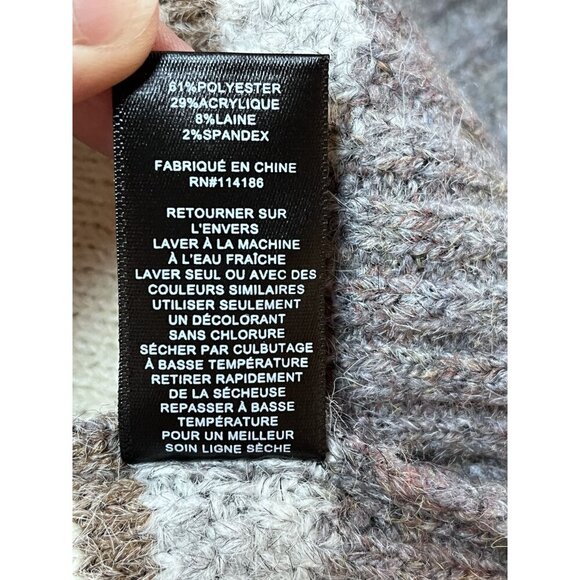 61%POLYESTER
29%ACRYLIQUE
8%LAINE
2%SPANDEX
FABRIQUÉ EN CHINE
RN#114186
RETOURNER SUR
L'ENVERS
LAVER À LA MACHINE
À L'EAU FRAÎCHE
LAVER SEUL OU AVEC DES
COULEURS SIMILAIRES
UTILISER SEULEMENT
UN DÉCOLORANT
SANS CHLORURE
SÉCHER PAR CULBUTAGE
À BASSE TEMPÉRATURE
RETIRER RAPIDEMENT
DE LA SÉCHEUSE
REPASSER À BASSE
TEMPÉRATURE
POUR UN MEILLEUR
SOIN LIGNE SÈCHE